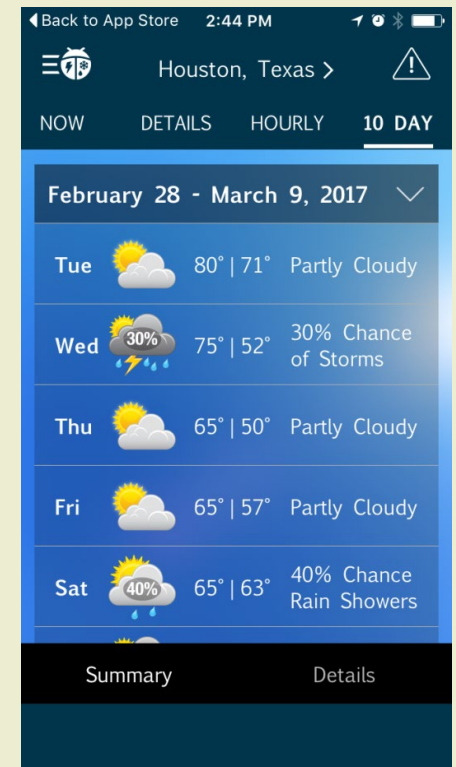 Back to App Store 2:44 PM
Houston, Texas >
NOW DETAILS HOURLY 10 DAY
February 28 - March 9, 2017
Tue 80°|71° Partly Cloudy
Wed 30% 75°|52° 30% Chance
of Storms
Thu 65°|50° Partly Cloudy
Fri 65°|57° Partly Cloudy
Sat 40% 65°|63° 40% Chance
Rain Showers
Summary Details